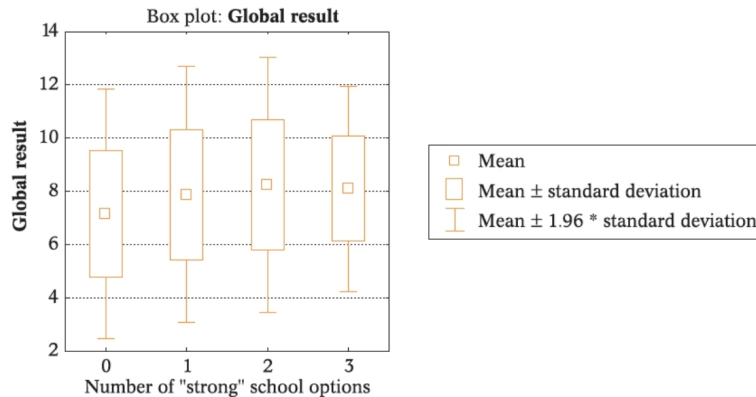 Box plot: Global result
14
12
10
8
6
4
2
Global result
0 1 2 3
Number of "strong" school options
Mean
Mean ± standard deviation
Mean ± 1.96 * standard deviation